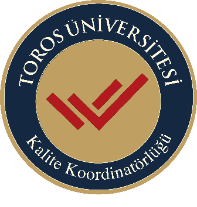 TOROS ÜNİVERSİTESİ
Kalite Koordinatörlüğü